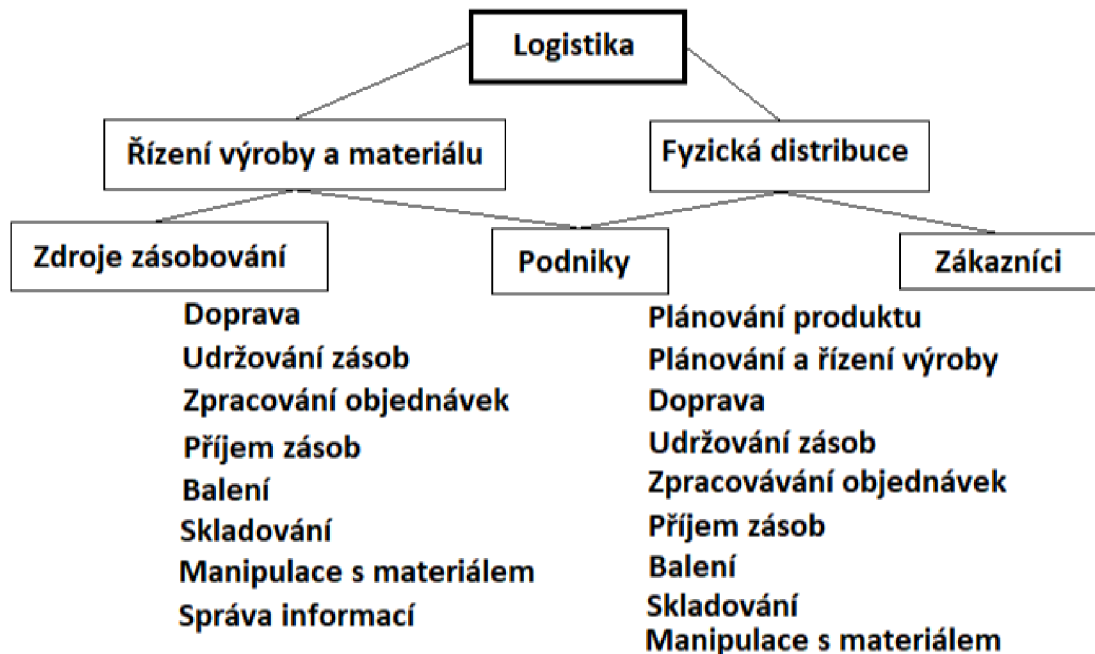 Logistika
Řízení výroby a materiálu
Fyzická distribuce
Zdroje zásobování
Podniky
Zákazníci
Doprava
Udržování zásob
Zpracování objednávek
Příjem zásob
Balení
Skladování
Manipulace s materiálem
Správa informací
Plánování produktu
Plánování a řízení výroby
Doprava
Udržování zásob
Zpracovávání objednávek
Příjem zásob
Balení
Skladování
Manipulace s materiálem